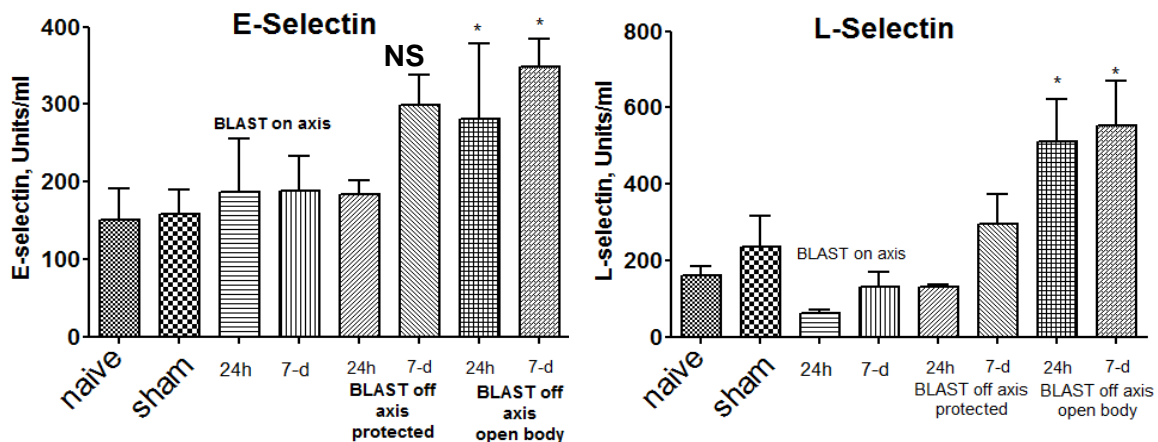 E-Selectin
E-selectin, Units/ml
400
300
200
100
0
BLAST on axis
NS
*
*
naive
sham
24h
7-d
24h
7-d
24h
7-d
BLAST off
axis
protected
BLAST off
axis
open body
L-Selectin
L-selectin, Units/ml
800
600
400
200
0
BLAST on axis
*
*
naive
sham
24h
7-d
24h
7-d
24h
7-d
BLAST off axis
protected
BLAST off axis
open body